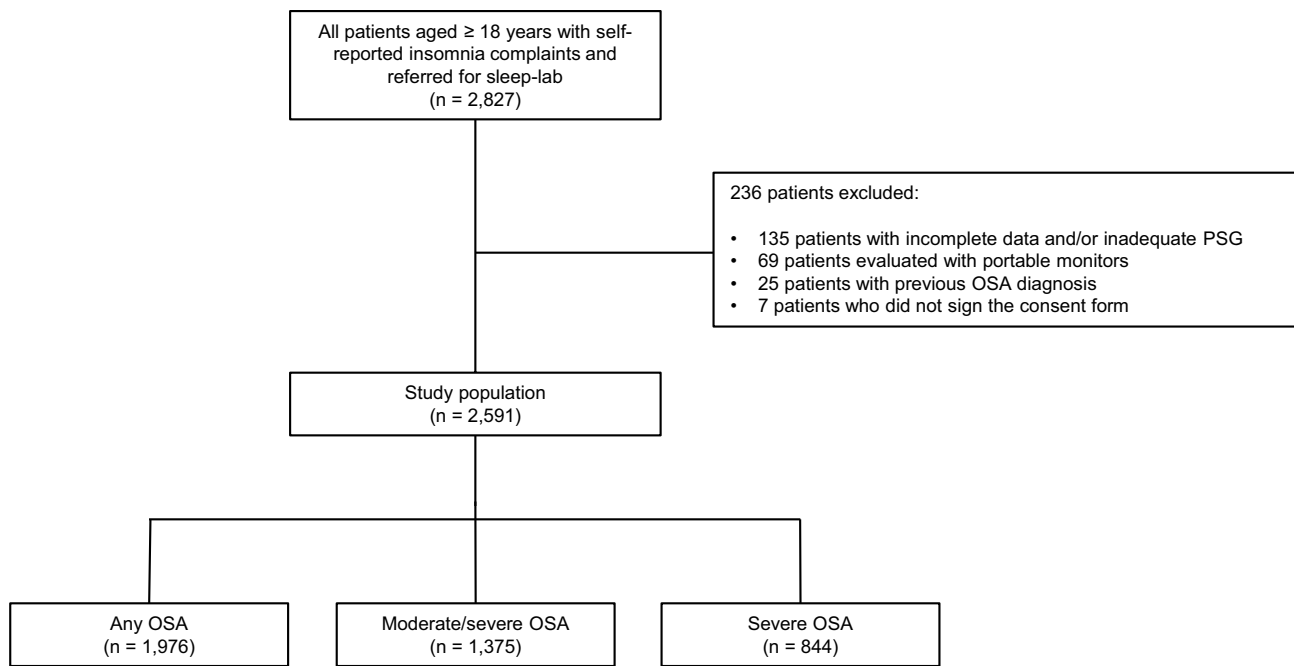 All patients aged ≥ 18 years with self-
reported insomnia complaints and
referred for sleep-lab
(n = 2,827)
236 patients excluded:
• 135 patients with incomplete data and/or inadequate PSG
• 69 patients evaluated with portable monitors
• 25 patients with previous OSA diagnosis
• 7 patients who did not sign the consent form
Study population
(n = 2,591)
Any OSA
(n = 1,976)
Moderate/severe OSA
(n = 1,375)
Severe OSA
(n = 844)